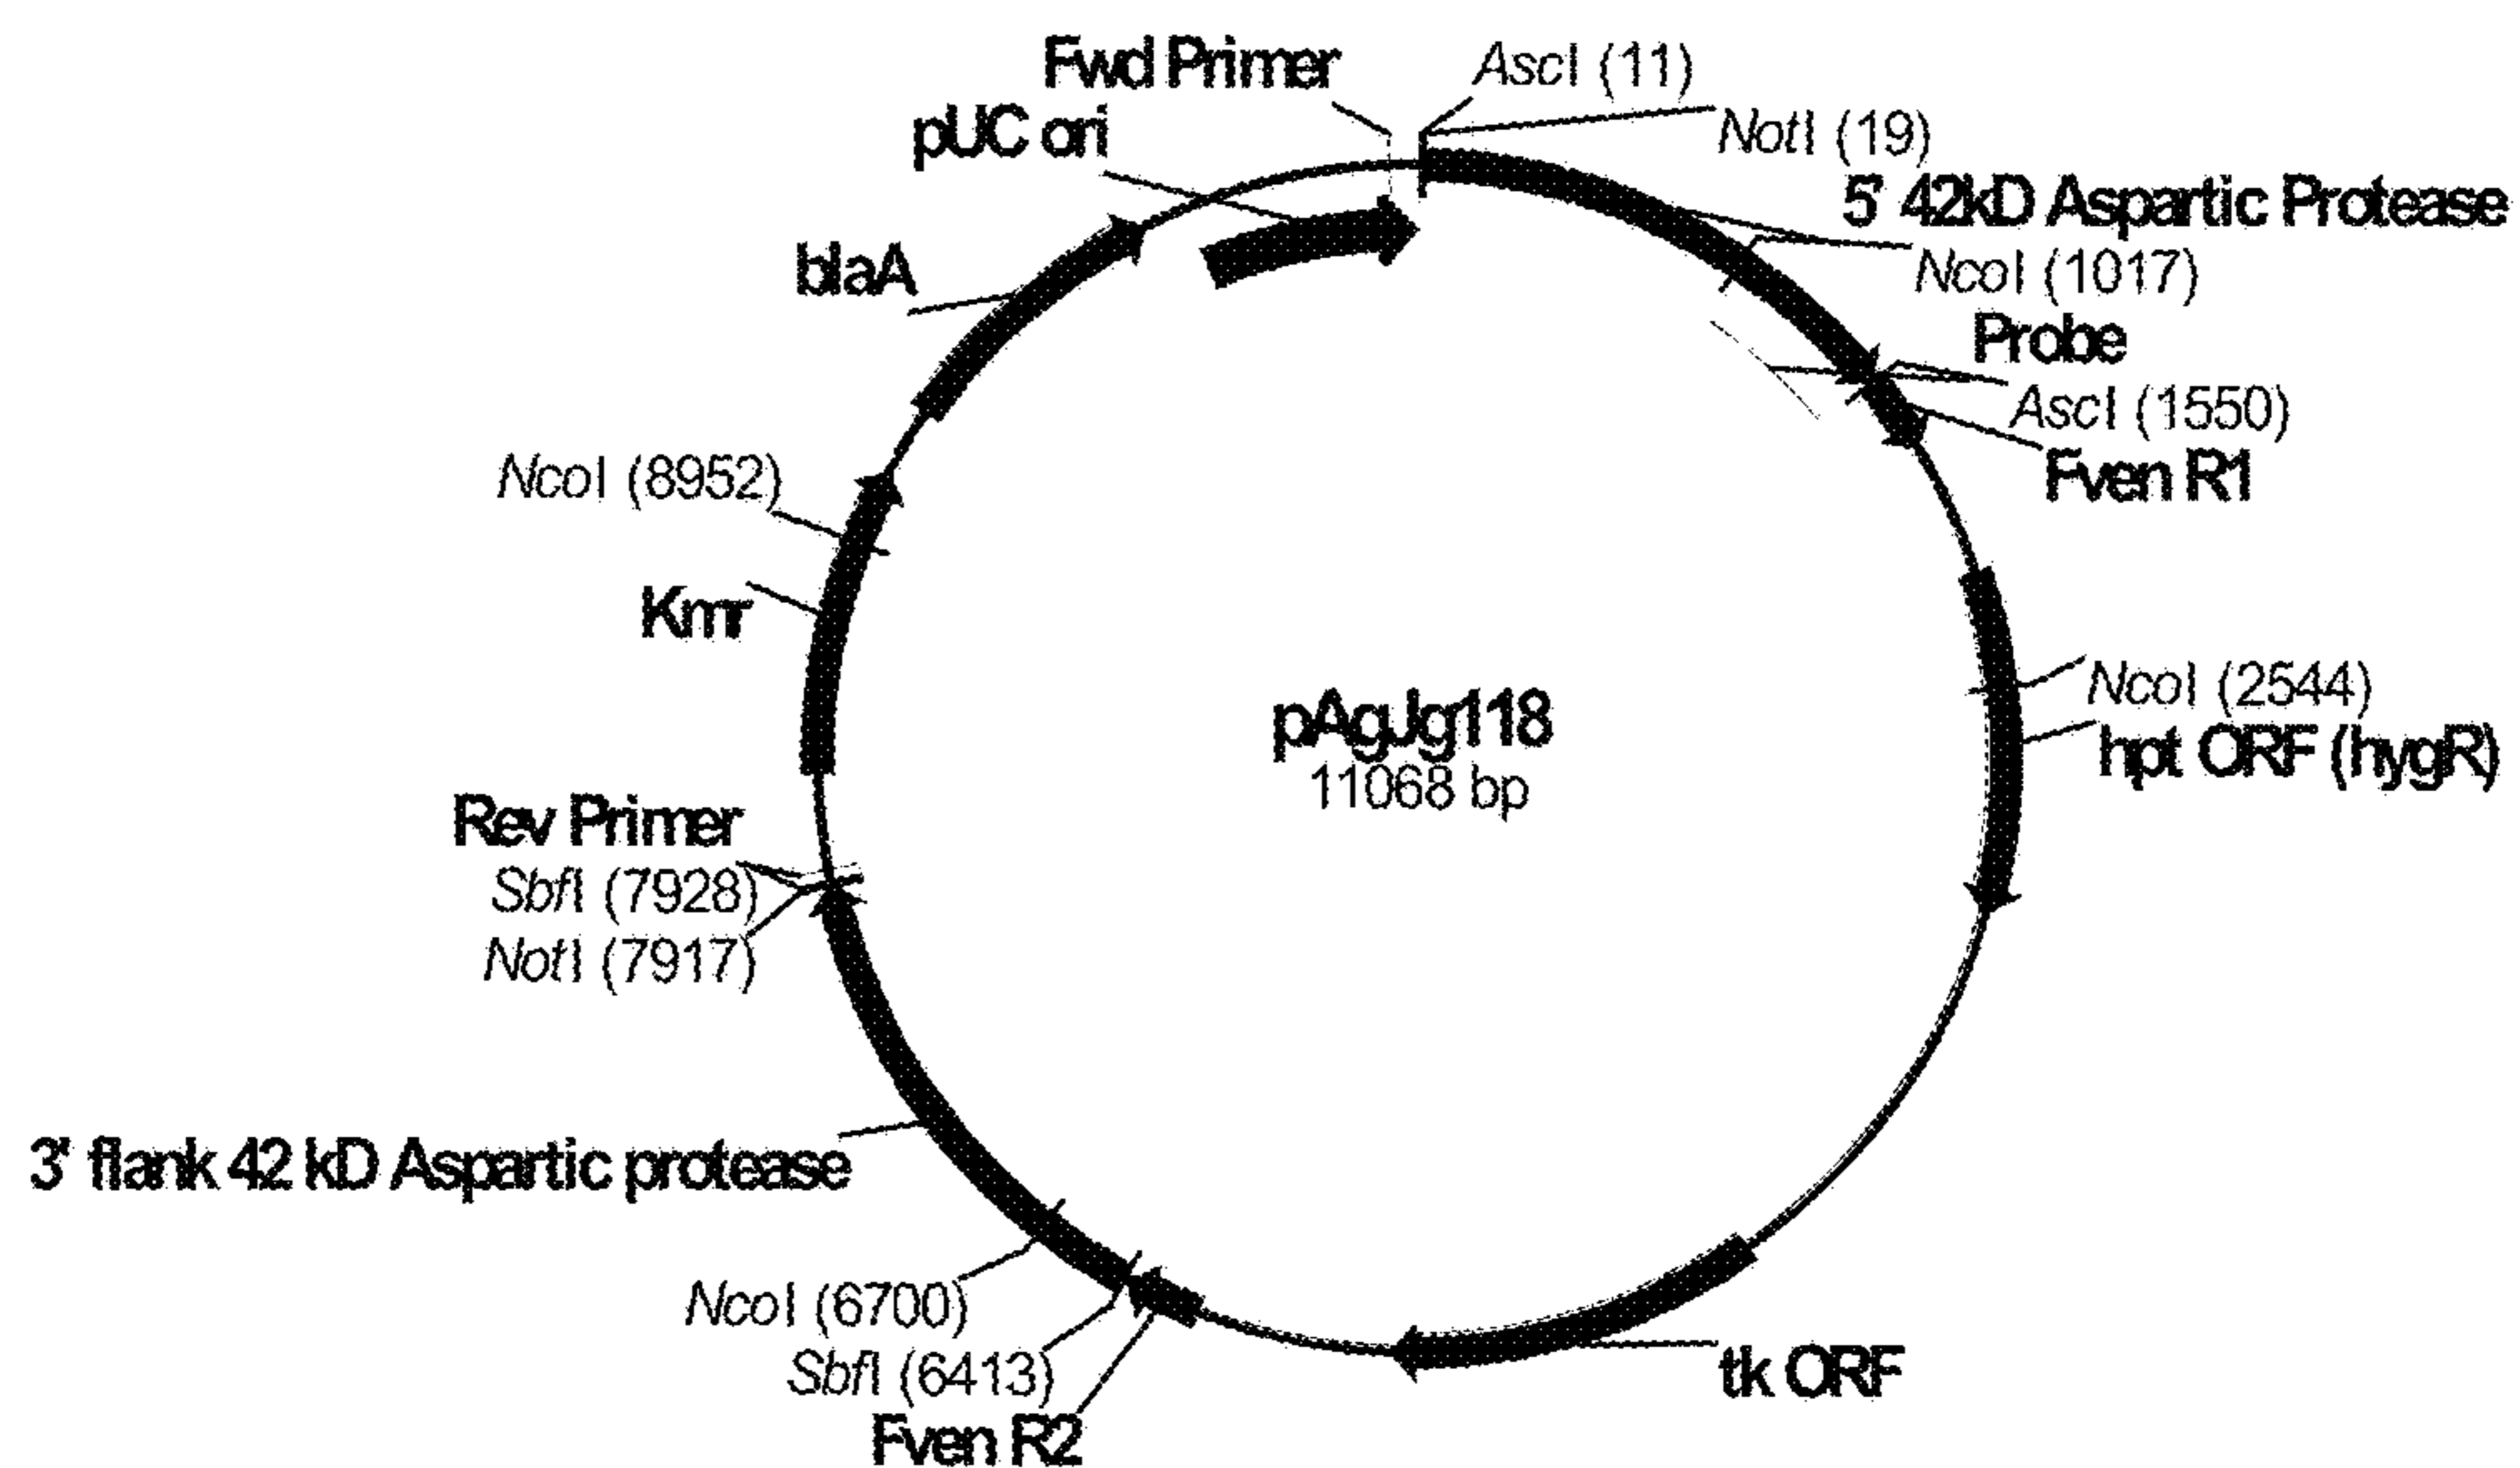 Fwd Primer
AscI (11)
pUC ori
NotI (19)
5' 42kD Aspartic Protease
blaA
NcoI (1017)
Probe
AscI (1550)
NcoI (8952)
Fven R1
Kmr
NcoI (2544)
pAgJg118
hpt ORF (hygR)
11068 bp
Rev Primer
SbfI (7928)
NotI (7917)
3' flank 42 kD Aspartic protease
NcoI (6700)
SbfI (6413)
tk ORF
Fven R2